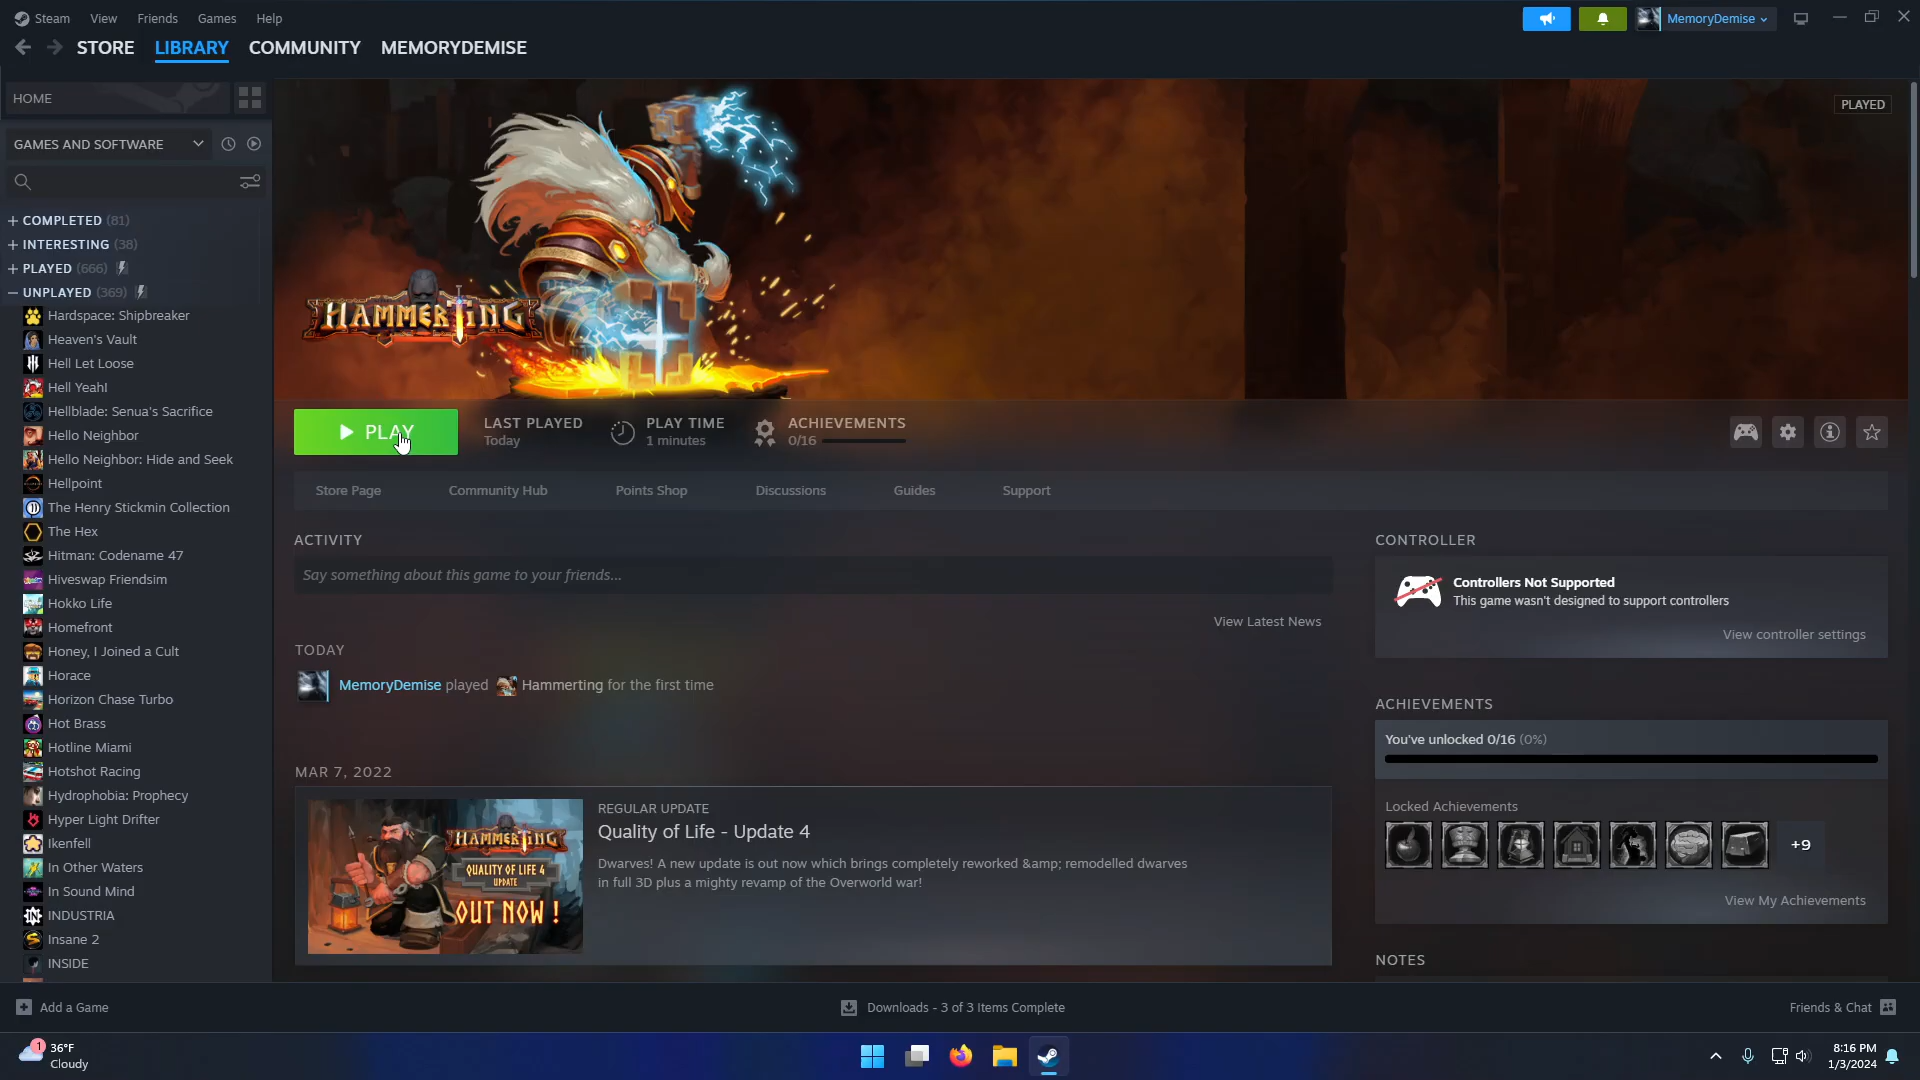 Steam View Friends Games Help
MemoryDemise
STORE LIBRARY COMMUNITY MEMORYDEMISE
HOME
PLAYED
GAMES AND SOFTWARE
COMPLETED (81)
INTERESTING (38)
PLAYED (666)
UNPLAYED (369)
Hardspace: Shipbreaker
Heaven's Vault
Hell Let Loose
Hell Yeah!
Hellblade: Senua's Sacrifice
Hello Neighbor
Hello Neighbor: Hide and Seek
Hellpoint
The Henry Stickmin Collection
The Hex
Hitman: Codename 47
Hiveswap Friendsim
Hokko Life
Homefront
Honey, I Joined a Cult
Horace
Horizon Chase Turbo
Hot Brass
Hotline Miami
Hotshot Racing
Hydrophobia: Prophecy
Hyper Light Drifter
Ikenfell
In Other Waters
In Sound Mind
INDUSTRIA
Insane 2
INSIDE
HAMMERTING
PLAY
LAST PLAYED
Today
PLAY TIME
1 minutes
ACHIEVEMENTS
0/16
Store Page Community Hub Points Shop Discussions Guides Support
ACTIVITY
Say something about this game to your friends...
View Latest News
TODAY
MemoryDemise played Hammerting for the first time
MAR 7, 2022
HAMMERTING
QUALITY OF LIFE 4
UPDATE
OUT NOW !
REGULAR UPDATE
Quality of Life - Update 4
Dwarves! A new update is out now which brings completely reworked &amp; remodelled dwarves
in full 3D plus a mighty revamp of the Overworld war!
CONTROLLER
Controllers Not Supported
This game wasn't designed to support controllers
View controller settings
ACHIEVEMENTS
You've unlocked 0/16 (0%)
Locked Achievements
+9
View My Achievements
NOTES
Add a Game
Downloads - 3 of 3 Items Complete
Friends & Chat
1
36°F
Cloudy
8:16 PM
1/3/2024